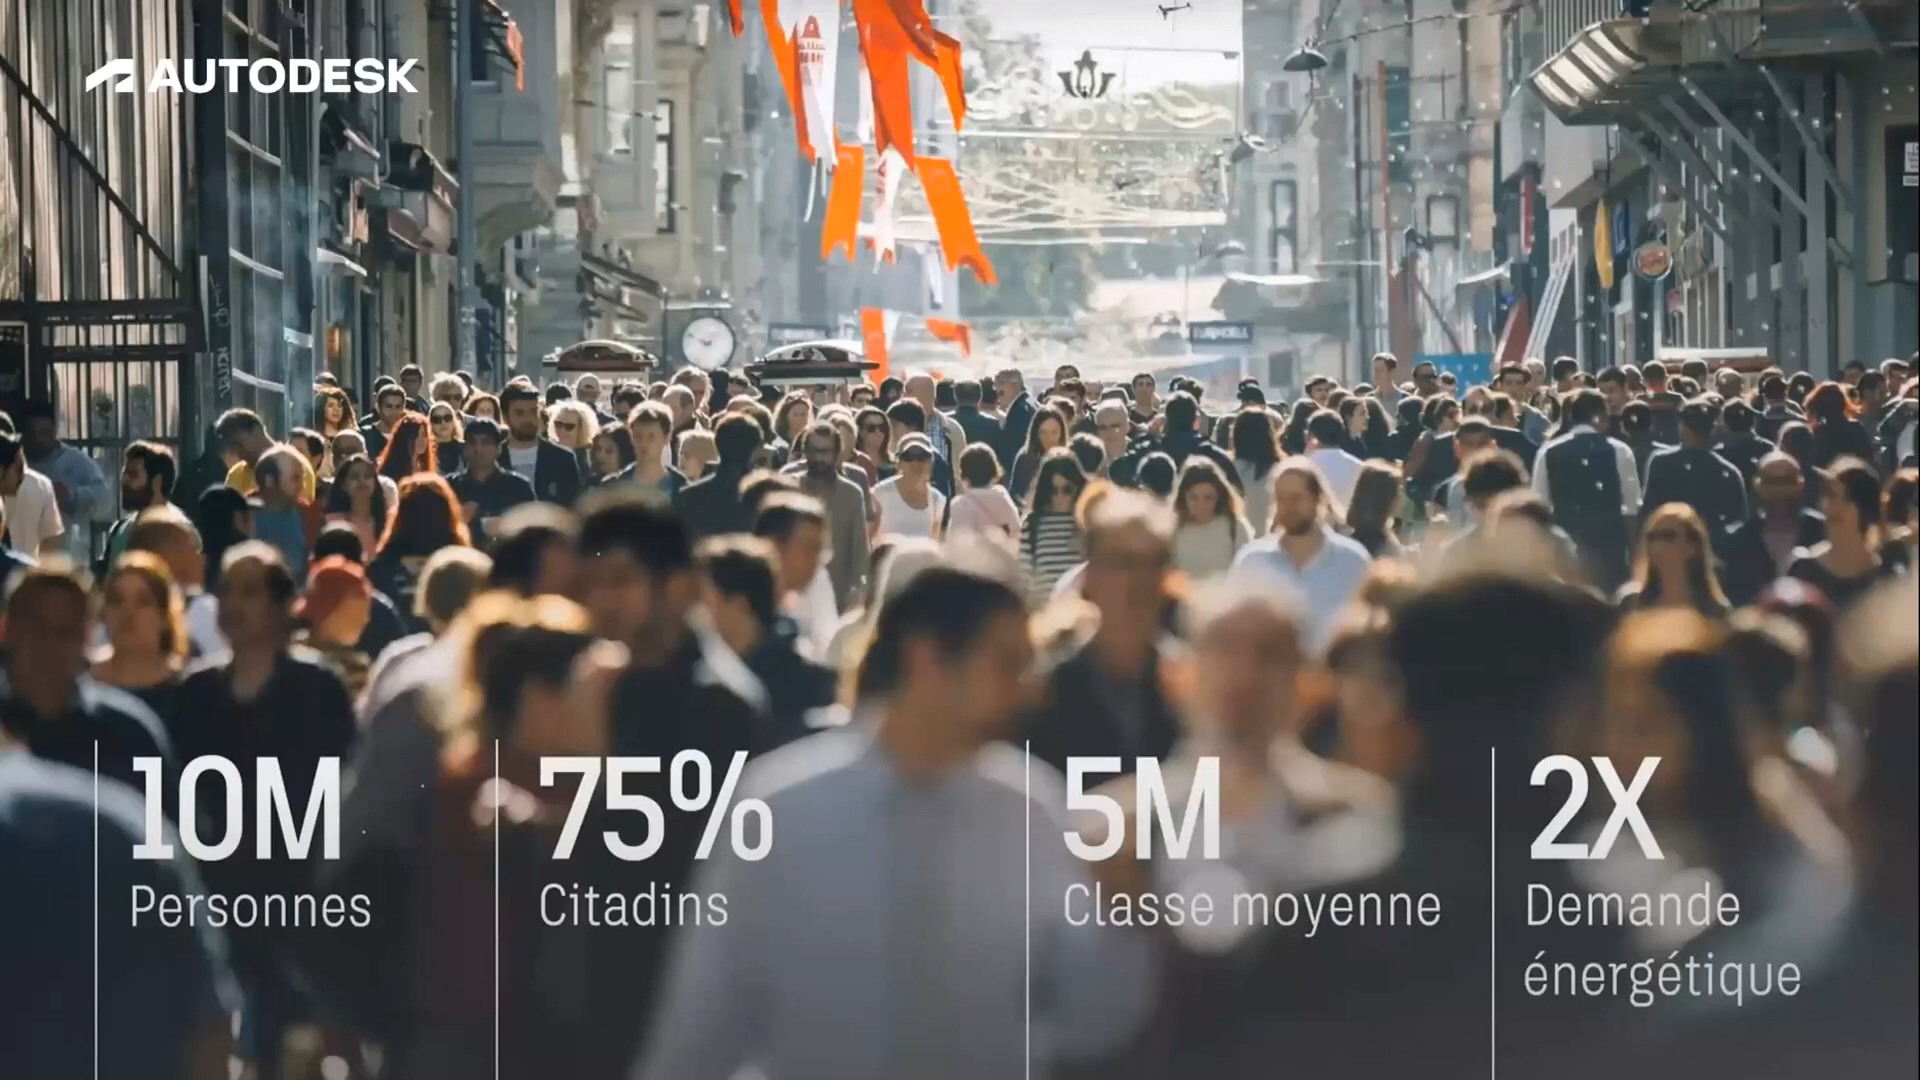 AUTODESK
10M
Personnes
75%
Citadins
5M
Classe moyenne
2X
Demande
énergétique